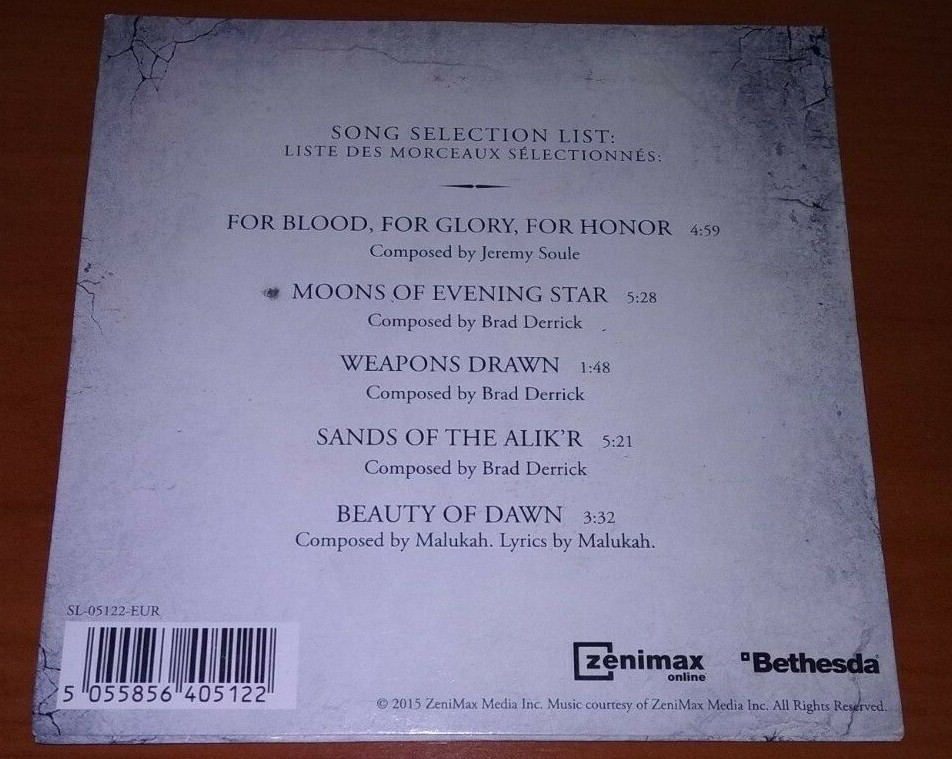 SONG SELECTION LIST:
LISTE DES MORCEAUX SÉLECTIONNÉS:
FOR BLOOD, FOR GLORY, FOR HONOR 4:59
Composed by Jeremy Soule
MOONS OF EVENING STAR 5:28
Composed by Brad Derrick
WEAPONS DRAWN 1:48
Composed by Brad Derrick
SANDS OF THE ALIK'R 5:21
Composed by Brad Derrick
BEAUTY OF DAWN 3:32
Composed by Malukah. Lyrics by Malukah.
SL-05122-EUR
5 055856 405122
zenimax
online
Bethesda
© 2015 ZeniMax Media Inc. Music courtesy of ZeniMax Media Inc. All Rights Reserved.